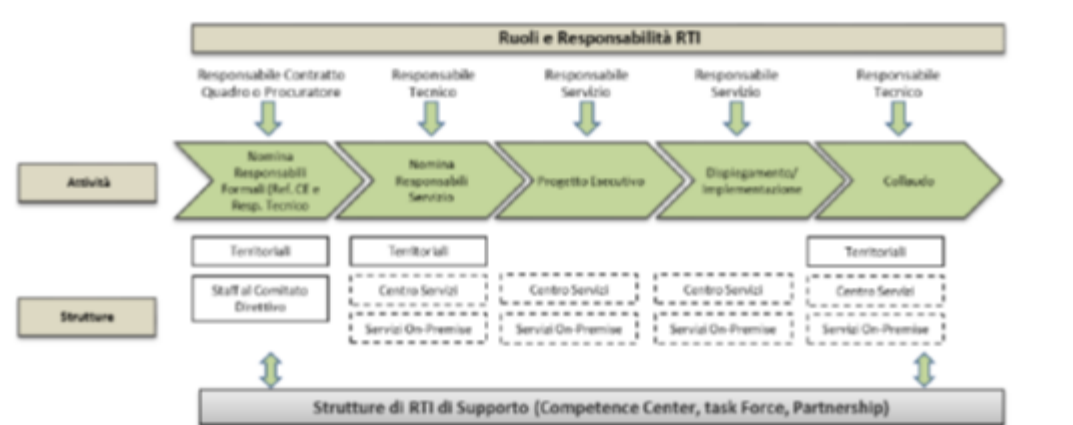 Ruoli e Responsabilità RTI
Responsabile Contratto
Quadro o Procuratore
Responsabile
Tecnico
Responsabile
Servizio
Responsabile
Servizio
Responsabile
Tecnico
Attività
Nomina
Responsabili
Formali (Ref. CE e
Resp. Tecnico
Nomina
Responsabili
Servizio
Progetto Esecutivo
Dispiegamento/
Implementazione
Collaudo
Strutture
Territoriali
Staff al Comitato
Direttivo
Territoriali
Centro Servizi
Servizi On-Premise
Centro Servizi
Servizi On-Premise
Centro Servizi
Servizi On-Premise
Territoriali
Centro Servizi
Servizi On-Premise
Strutture di RTI di Supporto (Competence Center, task Force, Partnership)